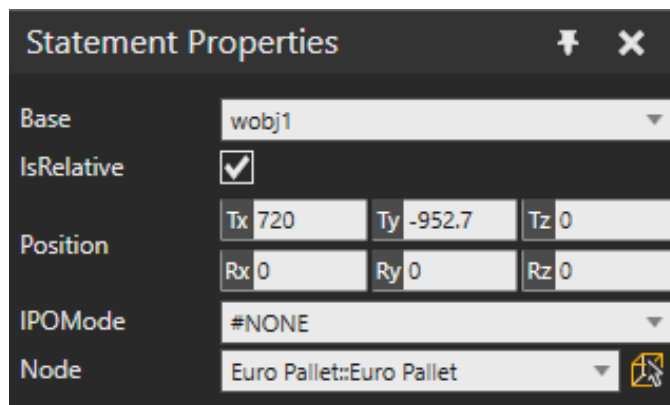 Statement Properties
Base
wobj1
IsRelative
Position
Tx 720 Ty -952.7 Tz 0
Rx 0 Ry 0 Rz 0
IPOMode
#NONE
Node
Euro Pallet::Euro Pallet